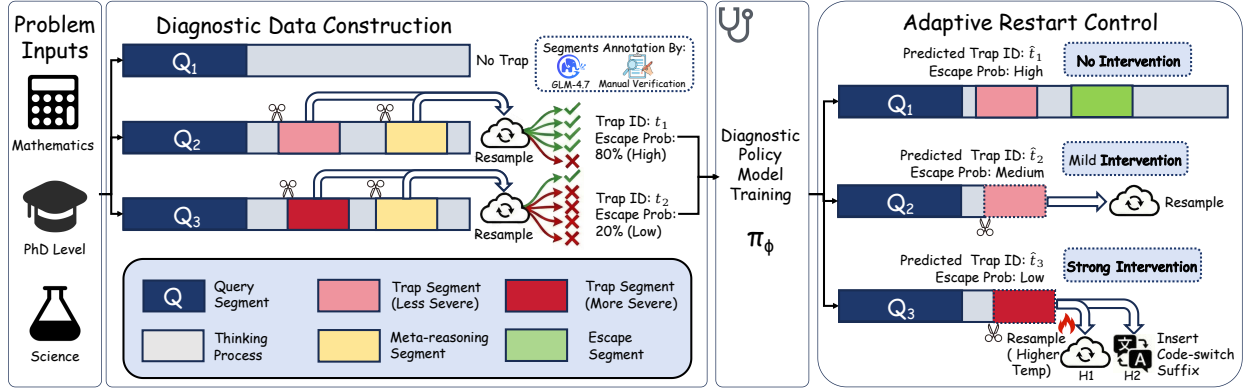 Problem
Inputs
Mathematics
PhD Level
Science
Diagnostic Data Construction
Q1
No Trap
Segments Annotation By:
GLM-4.7
Manual Verification
Q2
Resample
Trap ID: t1
Escape Prob:
80% (High)
Q3
Resample
Trap ID: t2
Escape Prob:
20% (Low)
Q
Query
Segment
Trap Segment
(Less Severe)
Trap Segment
(More Severe)
Thinking
Process
Meta-reasoning
Segment
Escape
Segment
Diagnostic
Policy
Model
Training
πϕ
Adaptive Restart Control
Predicted Trap ID: t̂1
Escape Prob: High
No Intervention
Q1
Predicted Trap ID: t̂2
Escape Prob: Medium
Mild Intervention
Q2
Resample
Predicted Trap ID: t̂3
Escape Prob: Low
Strong Intervention
Q3
Resample
( Higher
Temp)
H1
文
A
H2
Insert
Code-switch
Suffix